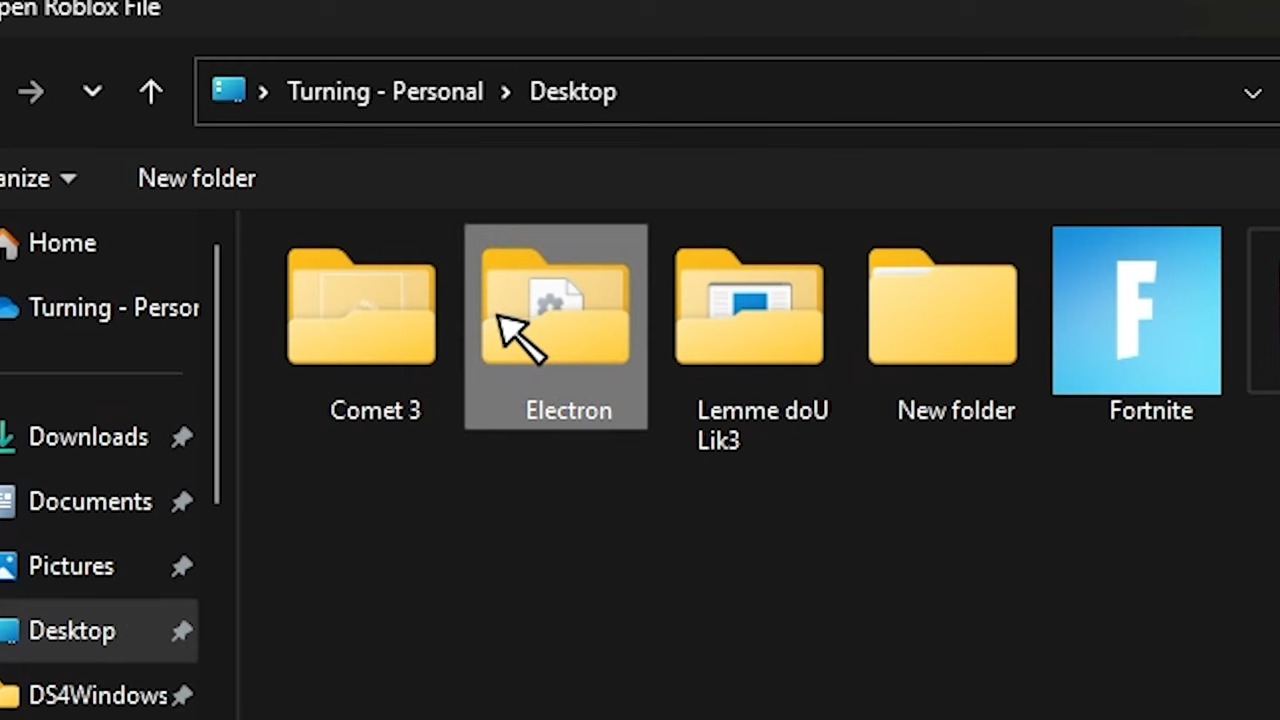 pen Roblox File
Turning - Personal > Desktop
anize
New folder
Home
Turning - Persor
Downloads
Documents
Pictures
Desktop
DS4Windows
Comet 3
Electron
Lemme doU
Lik3
New folder
F
Fortnite